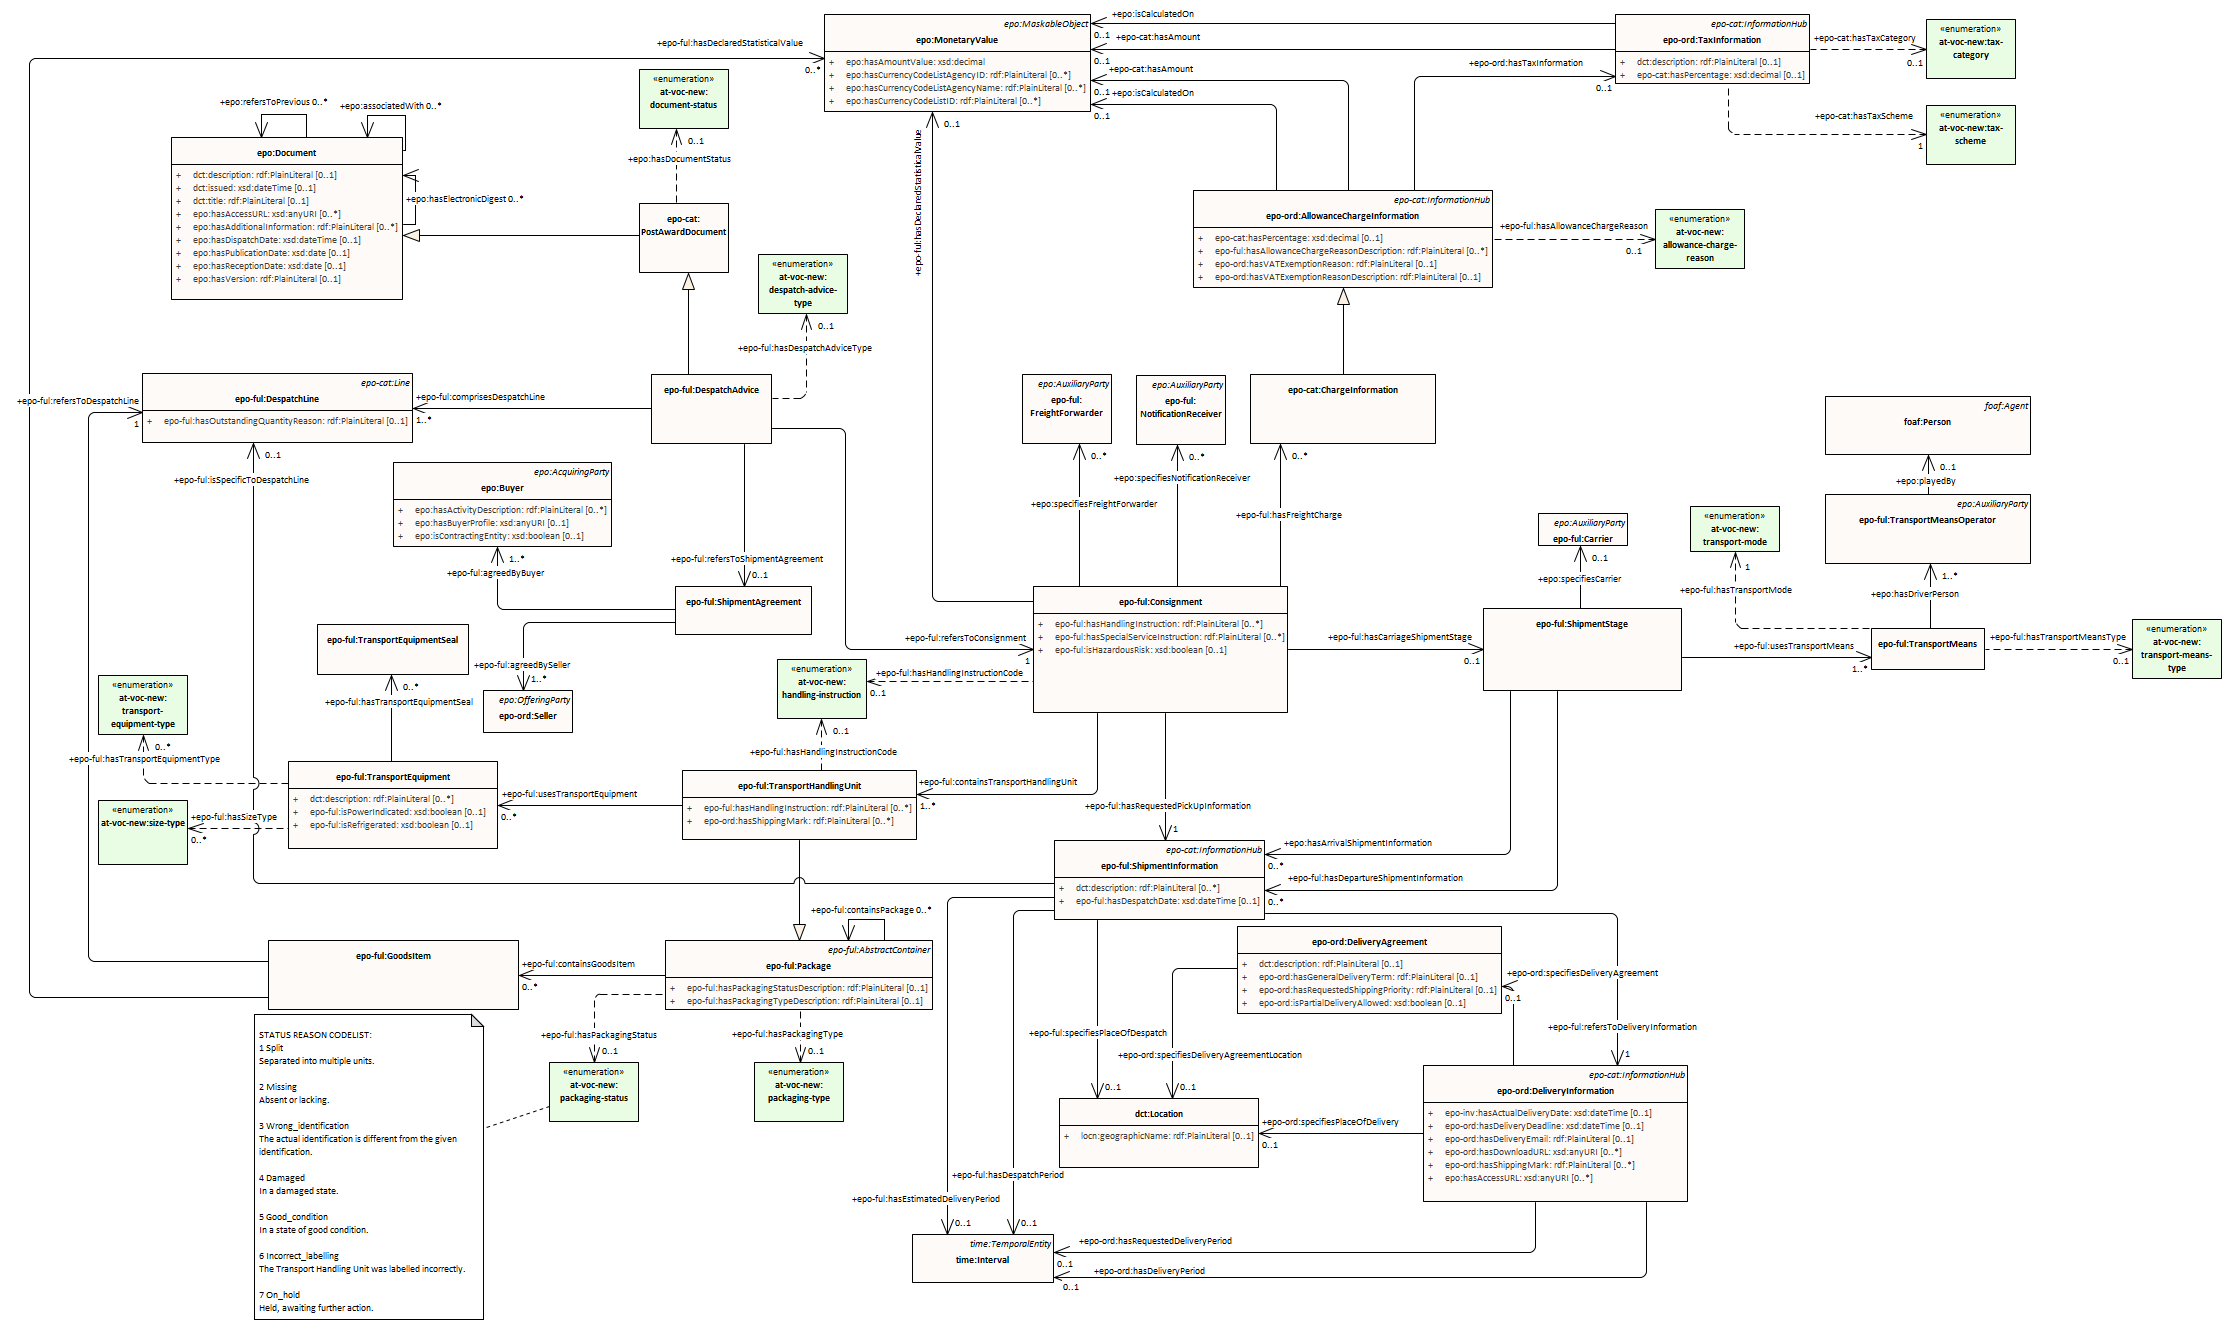 epo:MaskableObject
epo:MonetaryValue
+ epo:hasAmountValue: xsd:decimal
+ epo:hasCurrencyCodeListAgencyID: rdf:PlainLiteral [0..*]
+ epo:hasCurrencyCodeListAgencyName: rdf:PlainLiteral [0..*]
+ epo:hasCurrencyCodeListID: rdf:PlainLiteral [0..*]
+epo:isCalculatedOn
0..1
+epo-cat:hasAmount
0..1
+epo-cat:hasAmount
0..1
+epo:isCalculatedOn
0..1
epo-cat:InformationHub
epo-ord:TaxInformation
+ dct:description: rdf:PlainLiteral [0..1]
+ epo-cat:hasPercentage: xsd:decimal [0..1]
+epo-ord:hasTaxInformation
0..1
+epo-cat:hasTaxCategory
0..1
«enumeration»
at-voc-new:tax-
category
+epo-cat:hasTaxScheme
1
«enumeration»
at-voc-new:tax-
scheme
+epo-ful:hasDeclaredStatisticalValue
0..*
«enumeration»
at-voc-new:
document-status
0..1
+epo:hasDocumentStatus
+epo:refersToPrevious 0..*
+epo:associatedWith 0..*
epo:Document
+ dct:description: rdf:PlainLiteral [0..1]
+ dct:issued: xsd:dateTime [0..1]
+ dct:title: rdf:PlainLiteral [0..1]
+ epo:hasAccessURL: xsd:anyURI [0..*]
+ epo:hasAdditionalInformation: rdf:PlainLiteral [0..*]
+ epo:hasDispatchDate: xsd:dateTime [0..1]
+ epo:hasPublicationDate: xsd:date [0..1]
+ epo:hasReceptionDate: xsd:date [0..1]
+ epo:hasVersion: rdf:PlainLiteral [0..1]
+epo:hasElectronicDigest 0..*
epo-cat:
PostAwardDocument
0..1
+epo-ful:hasDeclaredStatisticalValue
epo-cat:InformationHub
epo-ord:AllowanceChargeInformation
+ epo-cat:hasPercentage: xsd:decimal [0..1]
+ epo-ful:hasAllowanceChargeReasonDescription: rdf:PlainLiteral [0..*]
+ epo-ord:hasVATExemptionReason: rdf:PlainLiteral [0..1]
+ epo-ord:hasVATExemptionReasonDescription: rdf:PlainLiteral [0..1]
+epo-ful:hasAllowanceChargeReason
0..1
«enumeration»
at-voc-new:
allowance-charge-
reason
«enumeration»
at-voc-new:
despatch-advice-
type
0..1
+epo-ful:hasDespatchAdviceType
epo-cat:Line
epo-ful:DespatchLine
+ epo-ful:hasOutstandingQuantityReason: rdf:PlainLiteral [0..1]
+epo-ful:refersToDespatchLine
1
+epo-ful:comprisesDespatchLine
1..*
epo-ful:DespatchAdvice
epo:AuxiliaryParty
epo-ful:
FreightForwarder
epo:AuxiliaryParty
epo-ful:
NotificationReceiver
epo-cat:ChargeInformation
foaf:Agent
foaf:Person
0..1
+epo:playedBy
0..1
+epo-ful:isSpecificToDespatchLine
epo:AcquiringParty
epo:Buyer
+ epo:hasActivityDescription: rdf:PlainLiteral [0..*]
+ epo:hasBuyerProfile: xsd:anyURI [0..1]
+ epo:isContractingEntity: xsd:boolean [0..1]
1..*
+epo-ful:agreedByBuyer
+epo-ful:refersToShipmentAgreement
0..1
0..*
+epo:specifiesFreightForwarder
0..*
+epo:specifiesNotificationReceiver
0..*
+epo-ful:hasFreightCharge
epo:AuxiliaryParty
epo-ful:Carrier
0..1
+epo:specifiesCarrier
«enumeration»
at-voc-new:
transport-mode
1
+epo-ful:hasTransportMode
epo:AuxiliaryParty
epo-ful:TransportMeansOperator
1..*
+epo:hasDriverPerson
epo-ful:ShipmentAgreement
epo-ful:Consignment
+ epo-ful:hasHandlingInstruction: rdf:PlainLiteral [0..*]
+ epo-ful:hasSpecialServiceInstruction: rdf:PlainLiteral [0..*]
+ epo-ful:isHazardousRisk: xsd:boolean [0..1]
+epo-ful:refersToConsignment
1
+epo-ful:hasCarriageShipmentStage
0..1
epo-ful:ShipmentStage
+epo-ful:usesTransportMeans
1..*
epo-ful:TransportMeans
+epo-ful:hasTransportMeansType
0..1
«enumeration»
at-voc-new:
transport-means-
type
epo-ful:TransportEquipmentSeal
0..*
+epo-ful:hasTransportEquipmentSeal
+epo-ful:agreedBySeller
1..*
epo:OfferingParty
epo-ord:Seller
«enumeration»
at-voc-new:
handling-instruction
+epo-ful:hasHandlingInstructionCode
0..1
0..1
+epo-ful:hasHandlingInstructionCode
«enumeration»
at-voc-new:
transport-
equipment-type
0..*
+epo-ful:hasTransportEquipmentType
«enumeration»
at-voc-new:size-type
+epo-ful:hasSizeType
0..*
epo-ful:TransportEquipment
+ dct:description: rdf:PlainLiteral [0..*]
+ epo-ful:isPowerIndicated: xsd:boolean [0..1]
+ epo-ful:isRefrigerated: xsd:boolean [0..1]
+epo-ful:usesTransportEquipment
0..*
epo-ful:TransportHandlingUnit
+ epo-ful:hasHandlingInstruction: rdf:PlainLiteral [0..*]
+ epo-ord:hasShippingMark: rdf:PlainLiteral [0..*]
+epo-ful:containsTransportHandlingUnit
1..*
+epo-ful:hasRequestedPickUpInformation
1
epo-cat:InformationHub
epo-ful:ShipmentInformation
+ dct:description: rdf:PlainLiteral [0..*]
+ epo-ful:hasDespatchDate: xsd:dateTime [0..1]
+epo:hasArrivalShipmentInformation
0..*
+epo-ful:hasDepartureShipmentInformation
0..*
+epo-ful:containsPackage 0..*
epo-ful:GoodsItem
+epo-ful:containsGoodsItem
0..*
epo-ful:AbstractContainer
epo-ful:Package
+ epo-ful:hasPackagingStatusDescription: rdf:PlainLiteral [0..1]
+ epo-ful:hasPackagingTypeDescription: rdf:PlainLiteral [0..1]
+epo-ful:hasPackagingStatus
0..1
«enumeration»
at-voc-new:
packaging-status
+epo-ful:hasPackagingType
0..1
«enumeration»
at-voc-new:
packaging-type
epo-ord:DeliveryAgreement
+ dct:description: rdf:PlainLiteral [0..1]
+ epo-ord:hasGeneralDeliveryTerm: rdf:PlainLiteral [0..1]
+ epo-ord:hasRequestedShippingPriority: rdf:PlainLiteral [0..1]
+ epo-ord:isPartialDeliveryAllowed: xsd:boolean [0..1]
+epo-ord:specifiesDeliveryAgreement
0..1
+epo-ful:refersToDeliveryInformation
1
+epo-ful:specifiesPlaceOfDespatch
0..1
+epo-ord:specifiesDeliveryAgreementLocation
0..1
dct:Location
+ locn:geographicName: rdf:PlainLiteral [0..1]
+epo-ord:specifiesPlaceOfDelivery
0..1
epo-cat:InformationHub
epo-ord:DeliveryInformation
+ epo-inv:hasActualDeliveryDate: xsd:dateTime [0..1]
+ epo-ord:hasDeliveryDeadline: xsd:dateTime [0..1]
+ epo-ord:hasDeliveryEmail: rdf:PlainLiteral [0..1]
+ epo-ord:hasDownloadURL: xsd:anyURI [0..*]
+ epo-ord:hasShippingMark: rdf:PlainLiteral [0..*]
+ epo:hasAccessURL: xsd:anyURI [0..*]
+epo-ful:hasDespatchPeriod
0..1
+epo-ful:hasEstimatedDeliveryPeriod
0..1
time:TemporalEntity
time:Interval
+epo-ord:hasRequestedDeliveryPeriod
0..1
+epo-ord:hasDeliveryPeriod
0..1
STATUS REASON CODELIST:
1 Split
Separated into multiple units.
2 Missing
Absent or lacking.
3 Wrong_identification
The actual identification is different from the given
identification.
4 Damaged
In a damaged state.
5 Good_condition
In a state of good condition.
6 Incorrect_labelling
The Transport Handling Unit was labelled incorrectly.
7 On_hold
Held, awaiting further action.